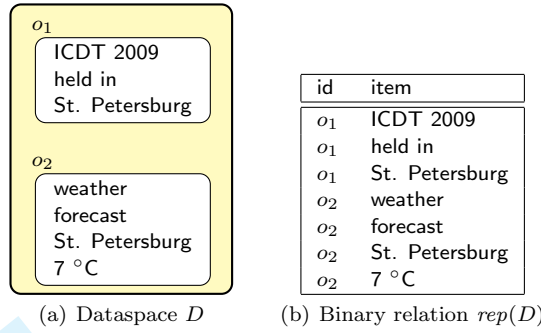 o₁
ICDT 2009
held in
St. Petersburg
o₂
weather
forecast
St. Petersburg
7 °C
(a) Dataspace D
id item
o₁ ICDT 2009
o₁ held in
o₁ St. Petersburg
o₂ weather
o₂ forecast
o₂ St. Petersburg
o₂ 7 °C
(b) Binary relation rep(D)